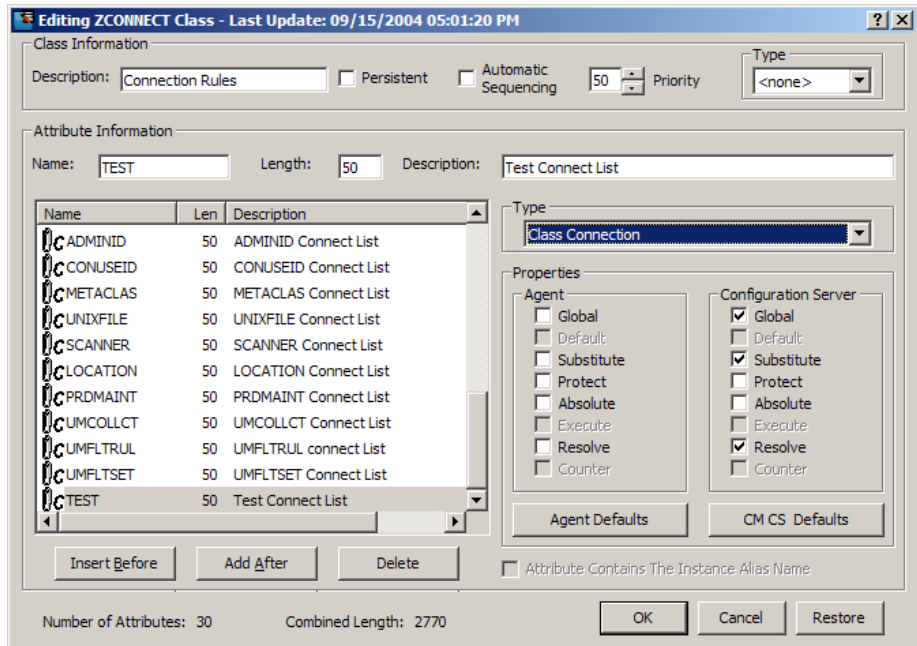 Editing ZCONNECT Class - Last Update: 09/15/2004 05:01:20 PM
Class Information
Description: Connection Rules
Persistent
Automatic Sequencing
50 Priority
Type
<none>
Attribute Information
Name: TEST Length: 50 Description: Test Connect List
Name Len Description
ADMINID 50 ADMINID Connect List
CONUSEID 50 CONUSEID Connect List
METACLAS 50 METACLAS Connect List
UNIXFILE 50 UNIXFILE Connect List
SCANNER 50 SCANNER Connect List
LOCATION 50 LOCATION Connect List
PRDMAINT 50 PRDMAINT Connect List
UMCOLLCT 50 UMCOLLCT Connect List
UMFLTRUL 50 UMFLTRUL connect List
UMFLTSET 50 UMFLTSET Connect List
TEST 50 Test Connect List
Insert Before Add After Delete
Type
Class Connection
Properties
Agent
Global
Default
Substitute
Protect
Absolute
Execute
Resolve
Counter
Agent Defaults
Configuration Server
Global
Default
Substitute
Protect
Absolute
Execute
Resolve
Counter
CM CS Defaults
Attribute Contains The Instance Alias Name
Number of Attributes: 30 Combined Length: 2770
OK Cancel Restore